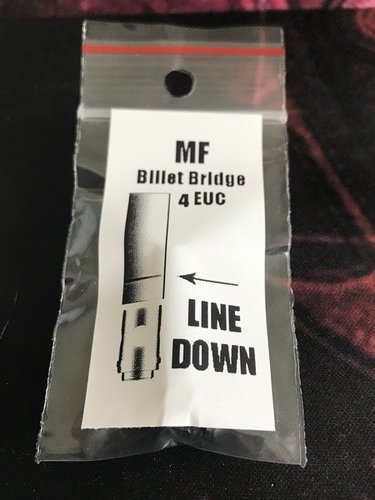 MF
Billet Bridge
4 EUC
LINE
DOWN